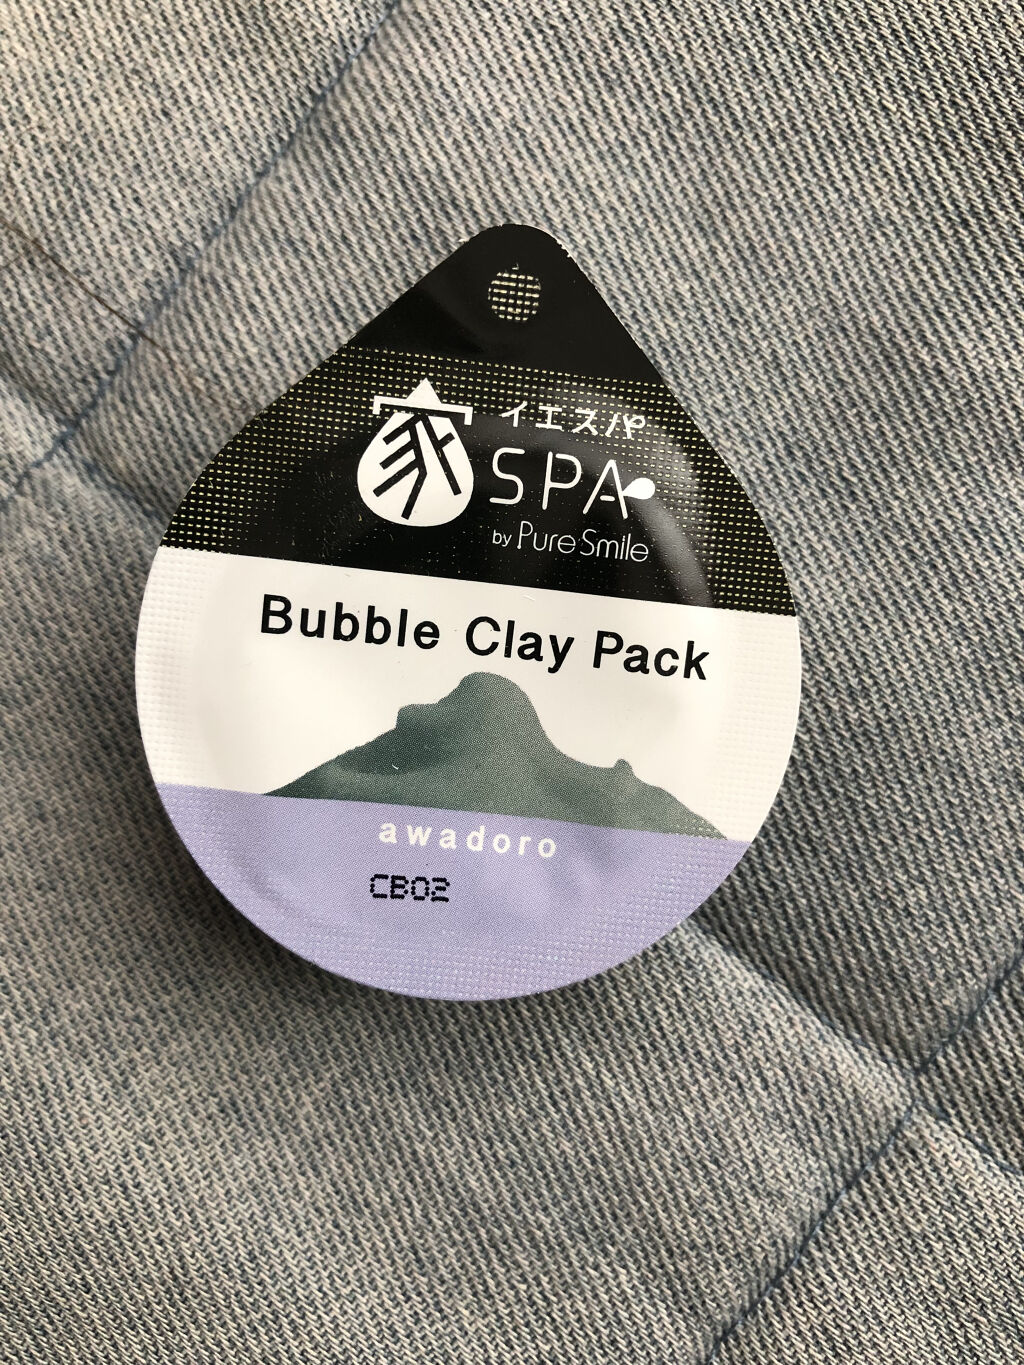 家
イエスパ
SPA
by Pure Smile
Bubble Clay Pack
awadoro
CB02